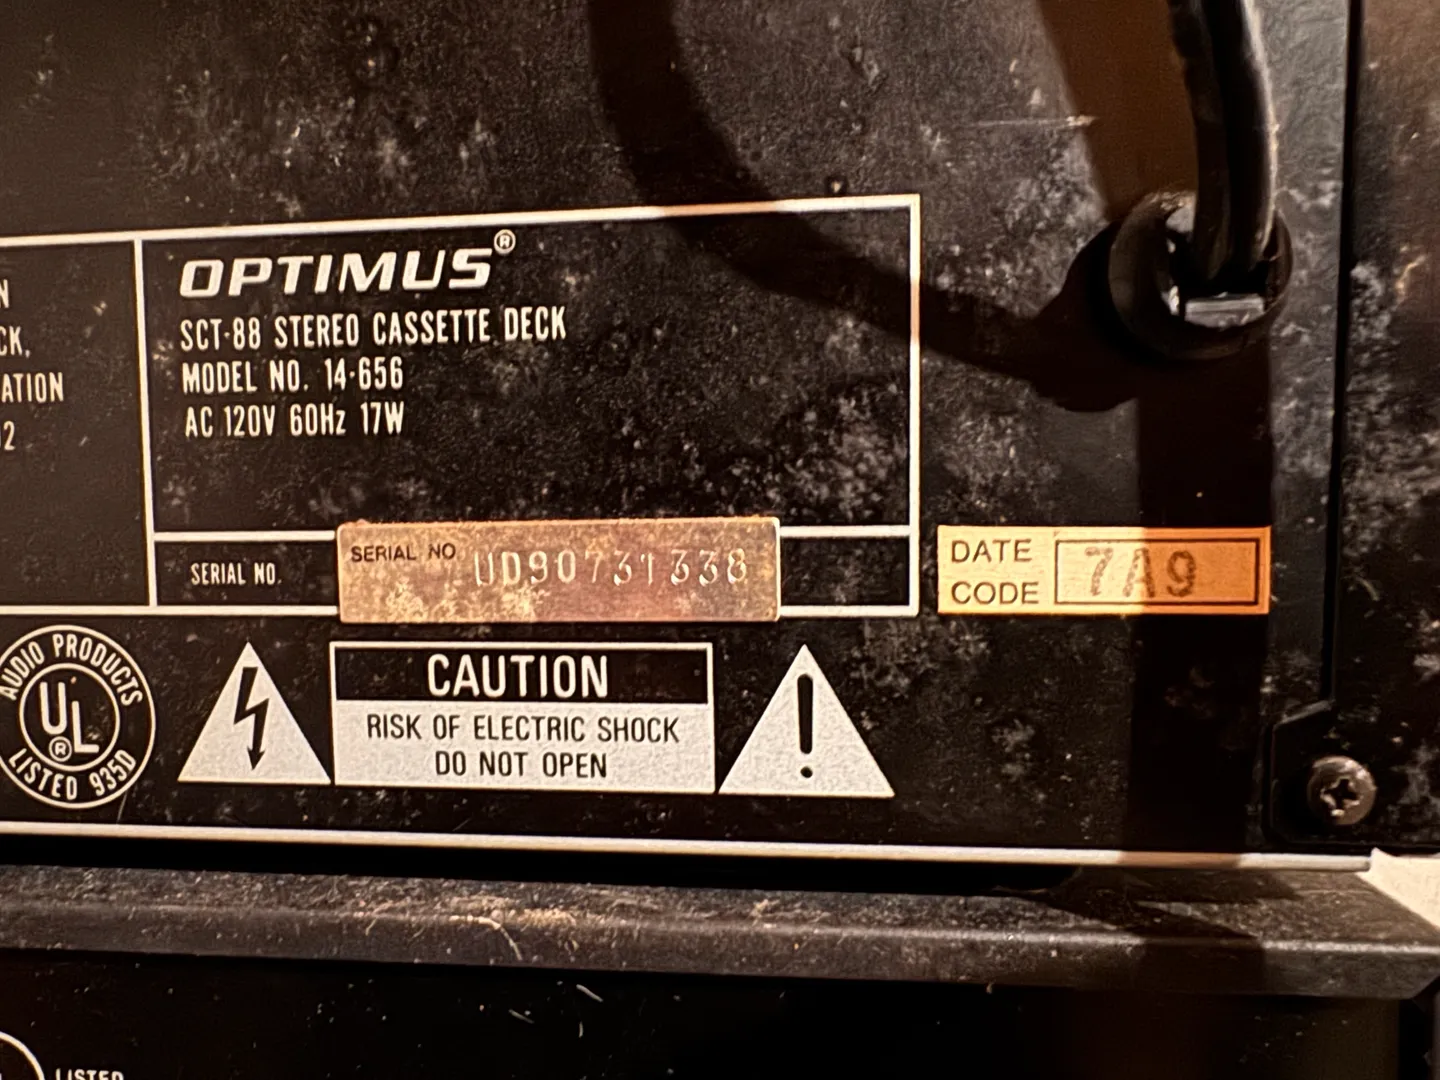 N
CK,
ATION
02
OPTIMUS®
SCT-88 STEREO CASSETTE DECK
MODEL NO. 14-656
AC 120V 60Hz 17W
SERIAL NO.
SERIAL NO UD90731338
DATE CODE 7A9
AUDIO PRODUCTS
UL®
LISTED 935D
CAUTION
RISK OF ELECTRIC SHOCK
DO NOT OPEN
LISTED